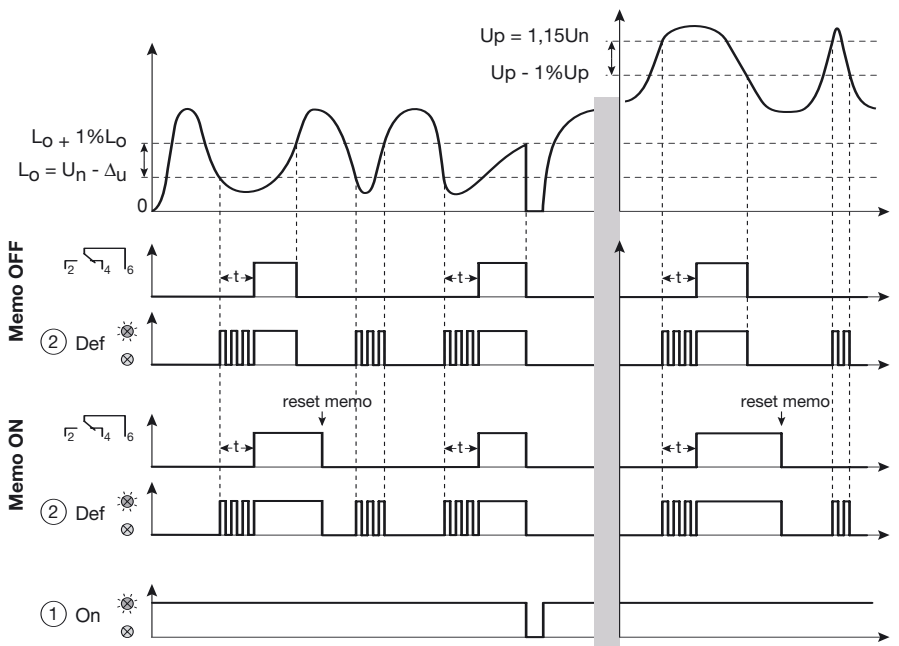 Up = 1,15Un
Up - 1%Up
Lo + 1%Lo
Lo = Un - Δu
0
Memo OFF
2 4 6
t t t
② Def
Memo ON
reset memo reset memo
2 4 6
t t t
② Def
① On